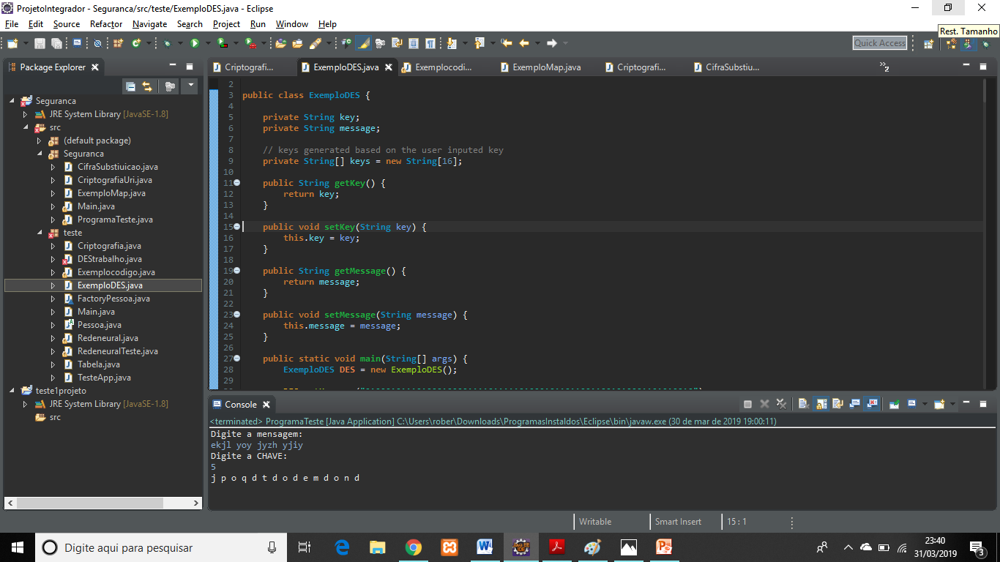 ProjetoIntegrador - Seguranca/src/teste/ExemploDES.java - Eclipse
File Edit Source Refactor Navigate Search Project Run Window Help
Rest. Tamanho
Quick Access
Package Explorer
Seguranca
JRE System Library [JavaSE-1.8]
src
(default package)
Seguranca
CifraSubstiuicao.java
CriptografiaUri.java
ExemploMap.java
Main.java
ProgramaTeste.java
teste
Criptografia.java
DEStrabalho.java
Exemplocodigo.java
ExemploDES.java
FactoryPessoa.java
Main.java
Pessoa.java
Redeneural.java
RedeneuralTeste.java
Tabela.java
TesteApp.java
teste1projeto
JRE System Library [JavaSE-1.8]
src
Criptografi... ExemploDES.java Exemplocodi... ExemploMap.java Criptografi... CifraSubstiu... »2
2
3 public class ExemploDES {
4
5 private String key;
6 private String message;
7
8 // keys generated based on the user inputed key
9 private String[] keys = new String[16];
10
11 public String getKey() {
12 return key;
13 }
14
15 public void setKey(String key) {
16 this.key = key;
17 }
18
19 public String getMessage() {
20 return message;
21 }
22
23 public void setMessage(String message) {
24 this.message = message;
25 }
26
27 public static void main(String[] args) {
28 ExemploDES DES = new ExemploDES();
29
Console
<terminated> ProgramaTeste [Java Application] C:\Users\rober\Downloads\ProgramasInstaldos\Eclipse\bin\javaw.exe (30 de mar de 2019 19:00:11)
Digite a mensagem:
ekjl yoy jyzh yjiy
Digite a CHAVE:
5
j p o q d t d o d e m d o n d
Writable Smart Insert 15 : 1
Digite aqui para pesquisar
23:40
31/03/2019
3